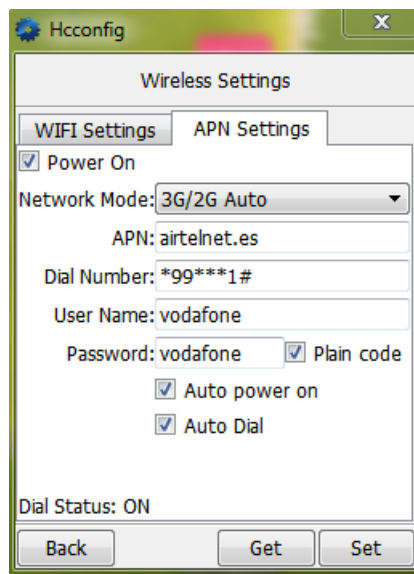 Hcconfig
Wireless Settings
WIFI Settings APN Settings
Power On
Network Mode: 3G/2G Auto
APN: airtelnet.es
Dial Number: *99***1#
User Name: vodafone
Password: vodafone Plain code
Auto power on
Auto Dial
Dial Status: ON
Back Get Set